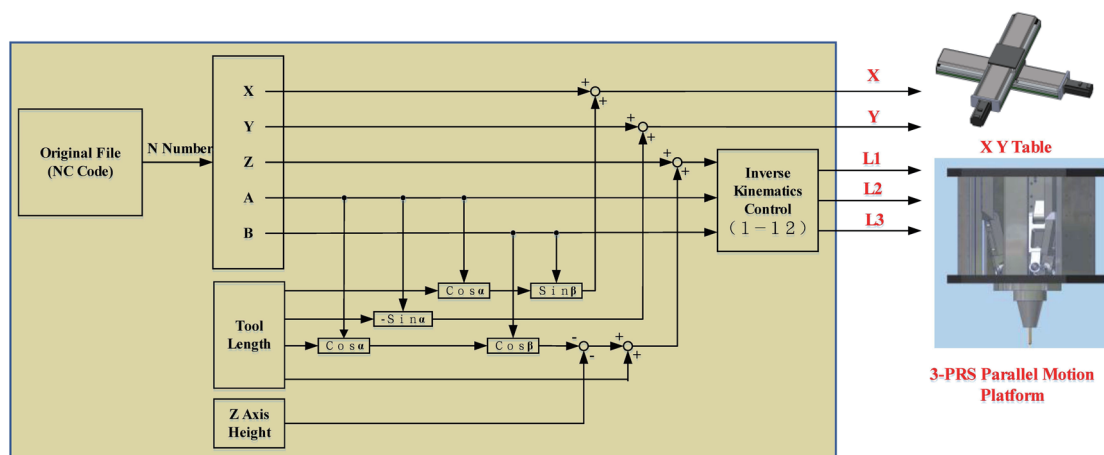 Original File
(NC Code)
N Number
X
Y
Z
A
B
Tool
Length
Z Axis
Height
Cosα
Sinβ
-Sinα
Cosα
Cosβ
+
+
+
+
+
+
-
-
+
+
Inverse
Kinematics
Control
(1-12)
X
Y
L1
L2
L3
X Y Table
3-PRS Parallel Motion
Platform